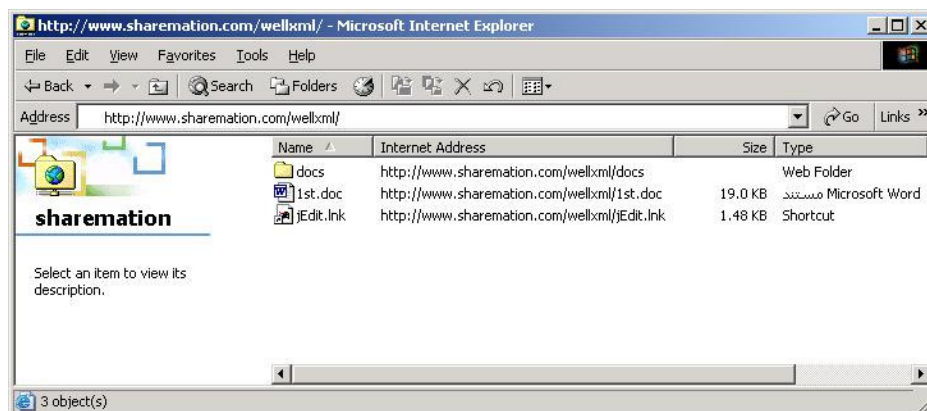 http://www.sharemation.com/wellxml/ - Microsoft Internet Explorer
File Edit View Favorites Tools Help
Back Search Folders
Address http://www.sharemation.com/wellxml/ Go Links »
Name Internet Address Size Type
docs http://www.sharemation.com/wellxml/docs Web Folder
1st.doc http://www.sharemation.com/wellxml/1st.doc 19.0 KB مستند Microsoft Word
jEdit.lnk http://www.sharemation.com/wellxml/jEdit.lnk 1.48 KB Shortcut
sharemation
Select an item to view its
description.
3 object(s)